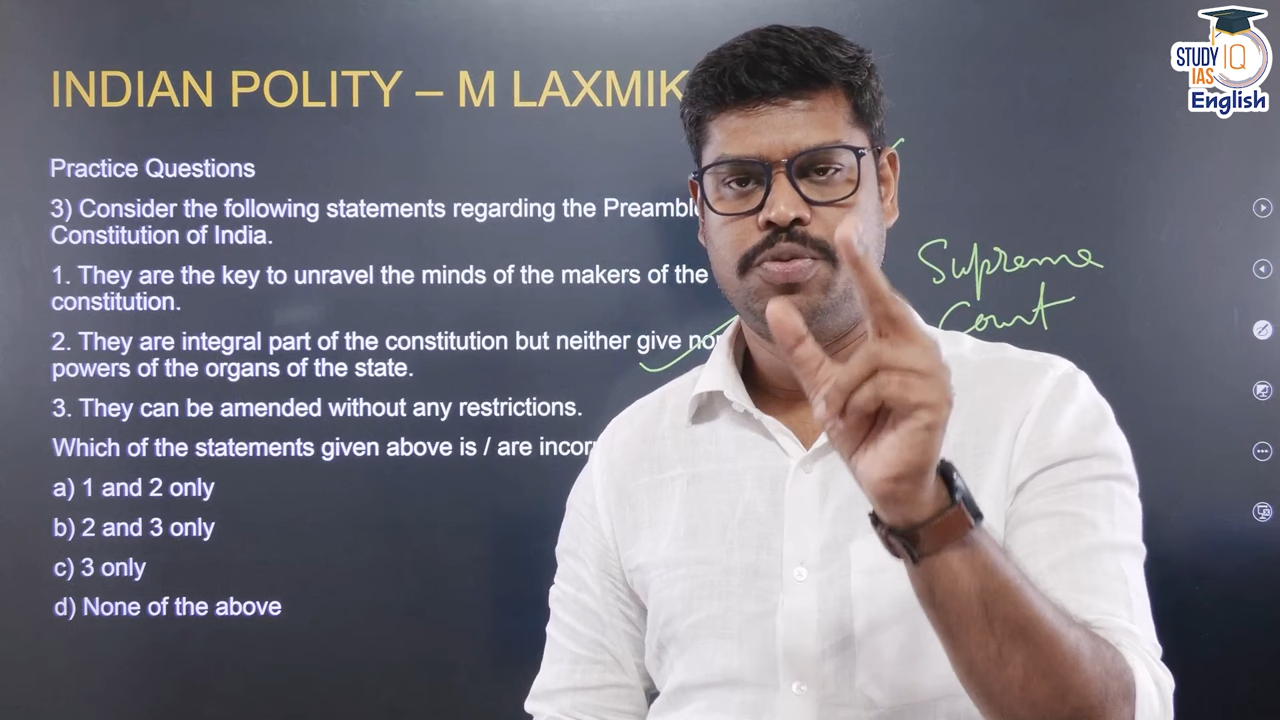 STUDY IQ
IAS
English
INDIAN POLITY – M LAXMIK
Practice Questions
3) Consider the following statements regarding the
Constitution of India.
1. They are the key to unravel the minds of the makers of the
constitution.
2. They are integral part of the constitution but neither give
powers of the organs of the state.
3. They can be amended without any restrictions.
Which of the statements given above is / are
a) 1 and 2 only
b) 2 and 3 only
c) 3 only
d) None of the above
Supreme
Court